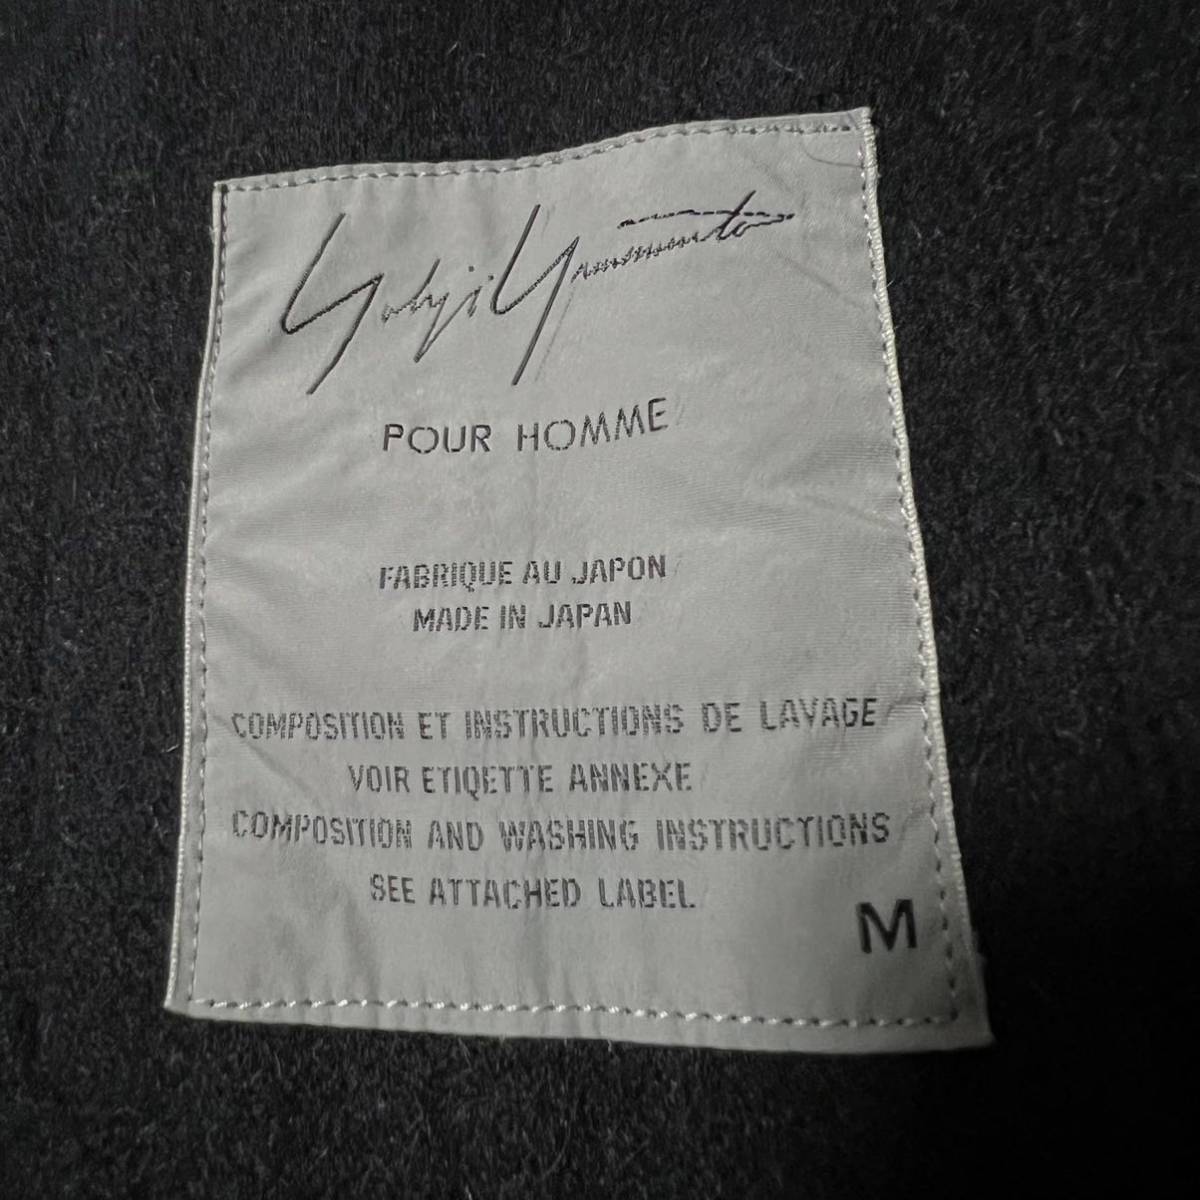 Yohji Yamamoto
POUR HOMME
FABRIQUE AU JAPON
MADE IN JAPAN
COMPOSITION ET INSTRUCTIONS DE LAVAGE
VOIR ETIQETTE ANNEXE
COMPOSITION AND WASHING INSTRUCTIONS
SEE ATTACHED LABEL
M